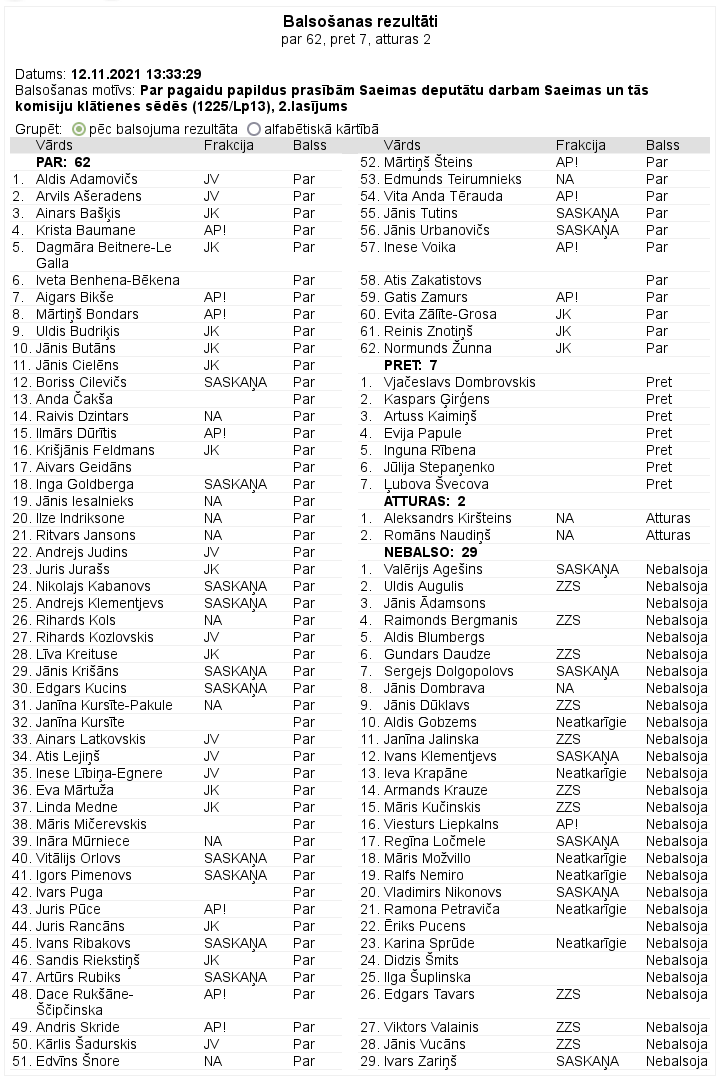 Balsošanas rezultāti
par 62, pret 7, atturas 2
Datums: 12.11.2021 13:33:29
Balsošanas motīvs: Par pagaidu papildus prasībām Saeimas deputātu darbam Saeimas un tās
komisiju klātienes sēdēs (1225/Lp13), 2.lasījums
Grupēt: pēc balsojuma rezultāta alfabētiskā kārtībā
Vārds Frakcija Balss
PAR: 62
1. Aldis Adamovičs JV Par
2. Arvils Ašeradens JV Par
3. Ainars Bašķis JK Par
4. Krista Baumane AP! Par
5. Dagmāra Beitnere-Le JK Par
Galla
6. Iveta Benhena-Bēkena Par
7. Aigars Bikše AP! Par
8. Mārtiņš Bondars AP! Par
9. Uldis Budriķis JK Par
10. Jānis Butāns JK Par
11. Jānis Cielēns JK Par
12. Boriss Cilevičs SASKAŅA Par
13. Anda Čakša Par
14. Raivis Dzintars NA Par
15. Ilmārs Dūrītis AP! Par
16. Krišjānis Feldmans JK Par
17. Aivars Geidāns Par
18. Inga Goldberga SASKAŅA Par
19. Jānis Iesalnieks NA Par
20. Ilze Indriksone NA Par
21. Ritvars Jansons NA Par
22. Andrejs Judins JV Par
23. Juris Jurašs JK Par
24. Nikolajs Kabanovs SASKAŅA Par
25. Andrejs Klementjevs SASKAŅA Par
26. Rihards Kols NA Par
27. Rihards Kozlovskis JV Par
28. Līva Kreituse JK Par
29. Jānis Krišāns SASKAŅA Par
30. Edgars Kucins SASKAŅA Par
31. Janīna Kursīte-Pakule NA Par
32. Janīna Kursīte Par
33. Ainars Latkovskis JV Par
34. Atis Lejiņš JV Par
35. Inese Lībiņa-Egnere JV Par
36. Eva Mārtuža JK Par
37. Linda Medne JK Par
38. Māris Mičerevskis Par
39. Ināra Mūrniece NA Par
40. Vitālijs Orlovs SASKAŅA Par
41. Igors Pimenovs SASKAŅA Par
42. Ivars Puga Par
43. Juris Pūce AP! Par
44. Juris Rancāns JK Par
45. Ivans Ribakovs SASKAŅA Par
46. Sandis Riekstiņš JK Par
47. Artūrs Rubiks SASKAŅA Par
48. Dace Rukšāne- AP! Par
Ščipčinska
49. Andris Skride AP! Par
50. Kārlis Šadurskis JV Par
51. Edvīns Šnore NA Par
Vārds Frakcija Balss
52. Mārtiņš Šteins AP! Par
53. Edmunds Teirumnieks NA Par
54. Vita Anda Tērauda AP! Par
55. Jānis Tutins SASKAŅA Par
56. Jānis Urbanovičs SASKAŅA Par
57. Inese Voika AP! Par
58. Atis Zakatistovs Par
59. Gatis Zamurs AP! Par
60. Evita Zālīte-Grosa JK Par
61. Reinis Znotiņš JK Par
62. Normunds Žunna JK Par
PRET: 7
1. Vjačeslavs Dombrovskis Pret
2. Kaspars Ģirģens Pret
3. Artuss Kaimiņš Pret
4. Evija Papule Pret
5. Inguna Rībena Pret
6. Jūlija Stepaņenko Pret
7. Ļubova Švecova Pret
ATTURAS: 2
1. Aleksandrs Kiršteins NA Atturas
2. Romāns Naudiņš NA Atturas
NEBALSO: 29
1. Valērijs Agešins SASKAŅA Nebalsoja
2. Uldis Augulis ZZS Nebalsoja
3. Jānis Ādamsons Nebalsoja
4. Raimonds Bergmanis ZZS Nebalsoja
5. Aldis Blumbergs Nebalsoja
6. Gundars Daudze ZZS Nebalsoja
7. Sergejs Dolgopolovs SASKAŅA Nebalsoja
8. Jānis Dombrava NA Nebalsoja
9. Jānis Dūklavs ZZS Nebalsoja
10. Aldis Gobzems Neatkarīgie Nebalsoja
11. Janīna Jalinska ZZS Nebalsoja
12. Ivans Klementjevs SASKAŅA Nebalsoja
13. Ieva Krapāne Neatkarīgie Nebalsoja
14. Armands Krauze ZZS Nebalsoja
15. Māris Kučinskis ZZS Nebalsoja
16. Viesturs Liepkalns AP! Nebalsoja
17. Regīna Ločmele SASKAŅA Nebalsoja
18. Māris Možvillo Neatkarīgie Nebalsoja
19. Ralfs Nemiro Neatkarīgie Nebalsoja
20. Vladimirs Nikonovs SASKAŅA Nebalsoja
21. Ramona Petraviča Neatkarīgie Nebalsoja
22. Ēriks Pucens Nebalsoja
23. Karina Sprūde Neatkarīgie Nebalsoja
24. Didzis Šmits Nebalsoja
25. Ilga Šuplinska Nebalsoja
26. Edgars Tavars ZZS Nebalsoja
27. Viktors Valainis ZZS Nebalsoja
28. Jānis Vucāns ZZS Nebalsoja
29. Ivars Zariņš SASKAŅA Nebalsoja